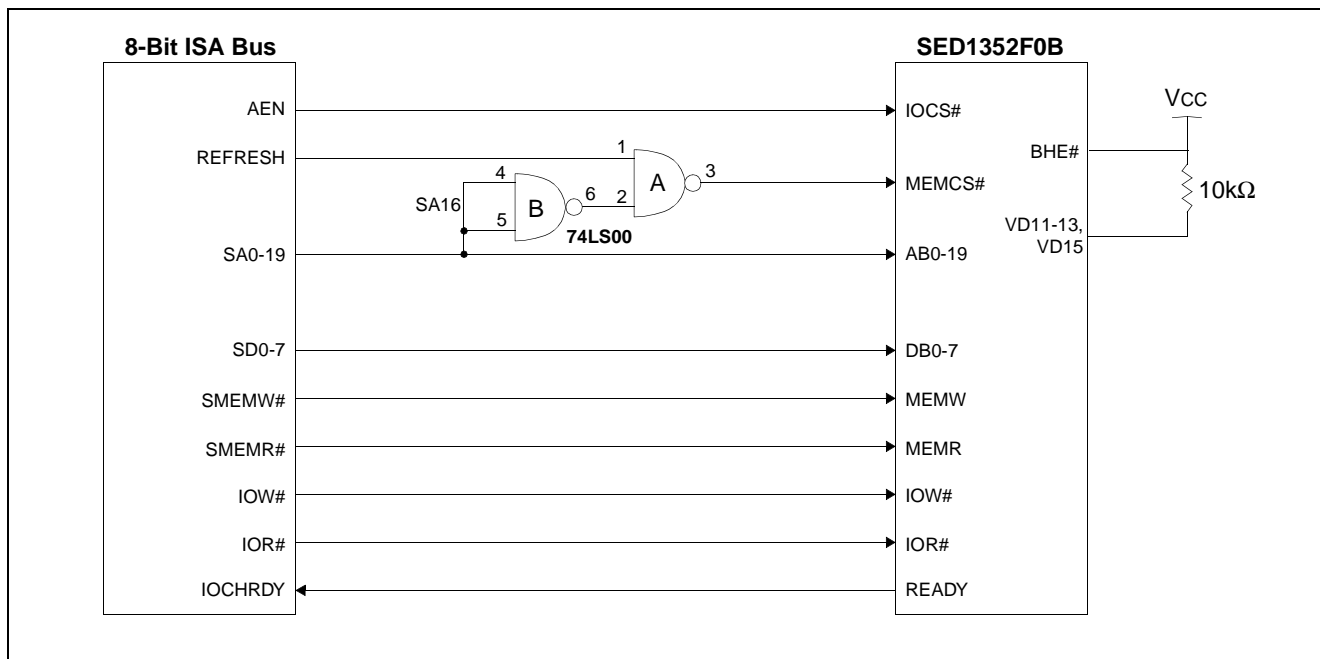 8-Bit ISA Bus
SED1352F0B
AEN
IOCS#
VCC
REFRESH
1
A
3
MEMCS#
BHE#
4
SA16
B
6
2
10kΩ
5
74LS00
VD11-13,
VD15
SA0-19
AB0-19
SD0-7
DB0-7
SMEMW#
MEMW
SMEMR#
MEMR
IOW#
IOW#
IOR#
IOR#
IOCHRDY
READY